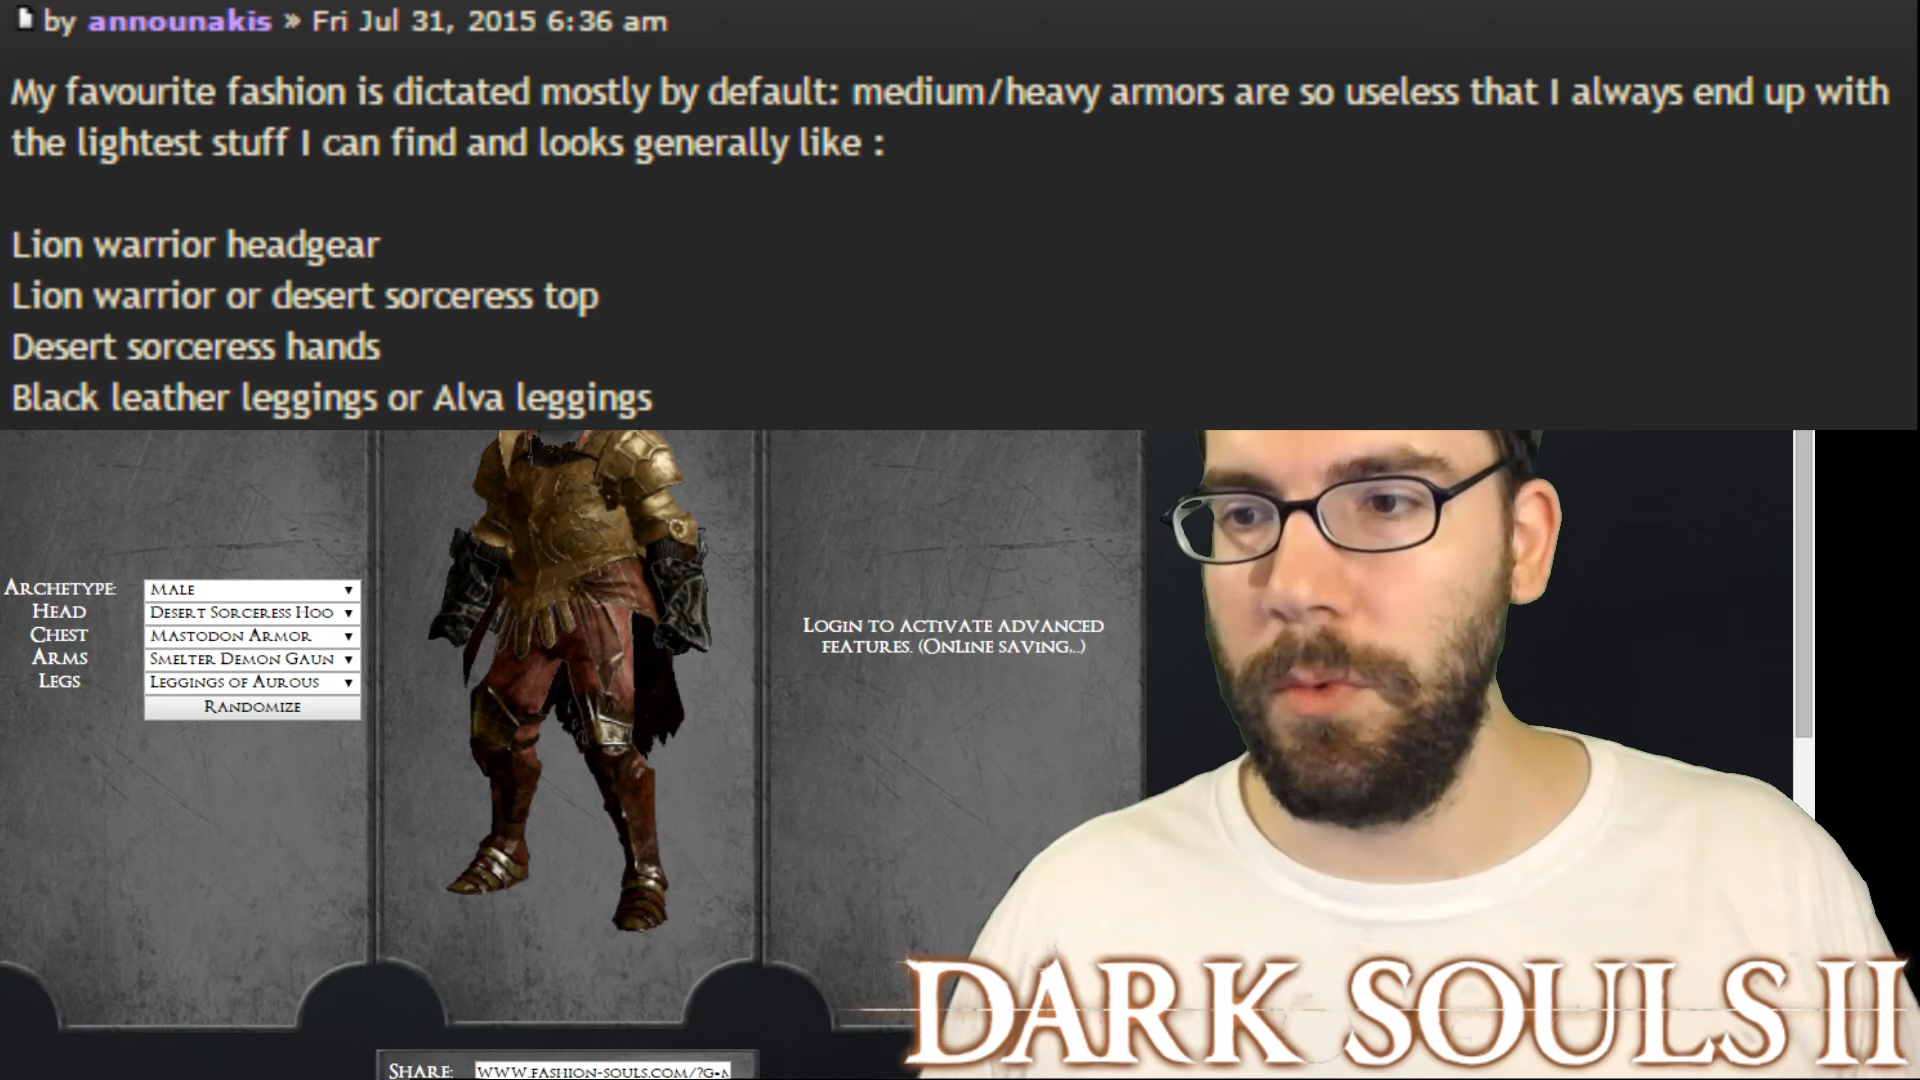 by announakis » Fri Jul 31, 2015 6:36 am
My favourite fashion is dictated mostly by default: medium/heavy armors are so useless that I always end up with
the lightest stuff I can find and looks generally like :
Lion warrior headgear
Lion warrior or desert sorceress top
Desert sorceress hands
Black leather leggings or Alva leggings
Archetype: Male
Head Desert Sorceress Hoo
Chest Mastodon Armor
Arms Smelter Demon Gaun
Legs Leggings of Aurous
Randomize
Login to activate advanced
features. (Online saving...)
Share: www.fashion-souls.com/?g=
DARK SOULS II